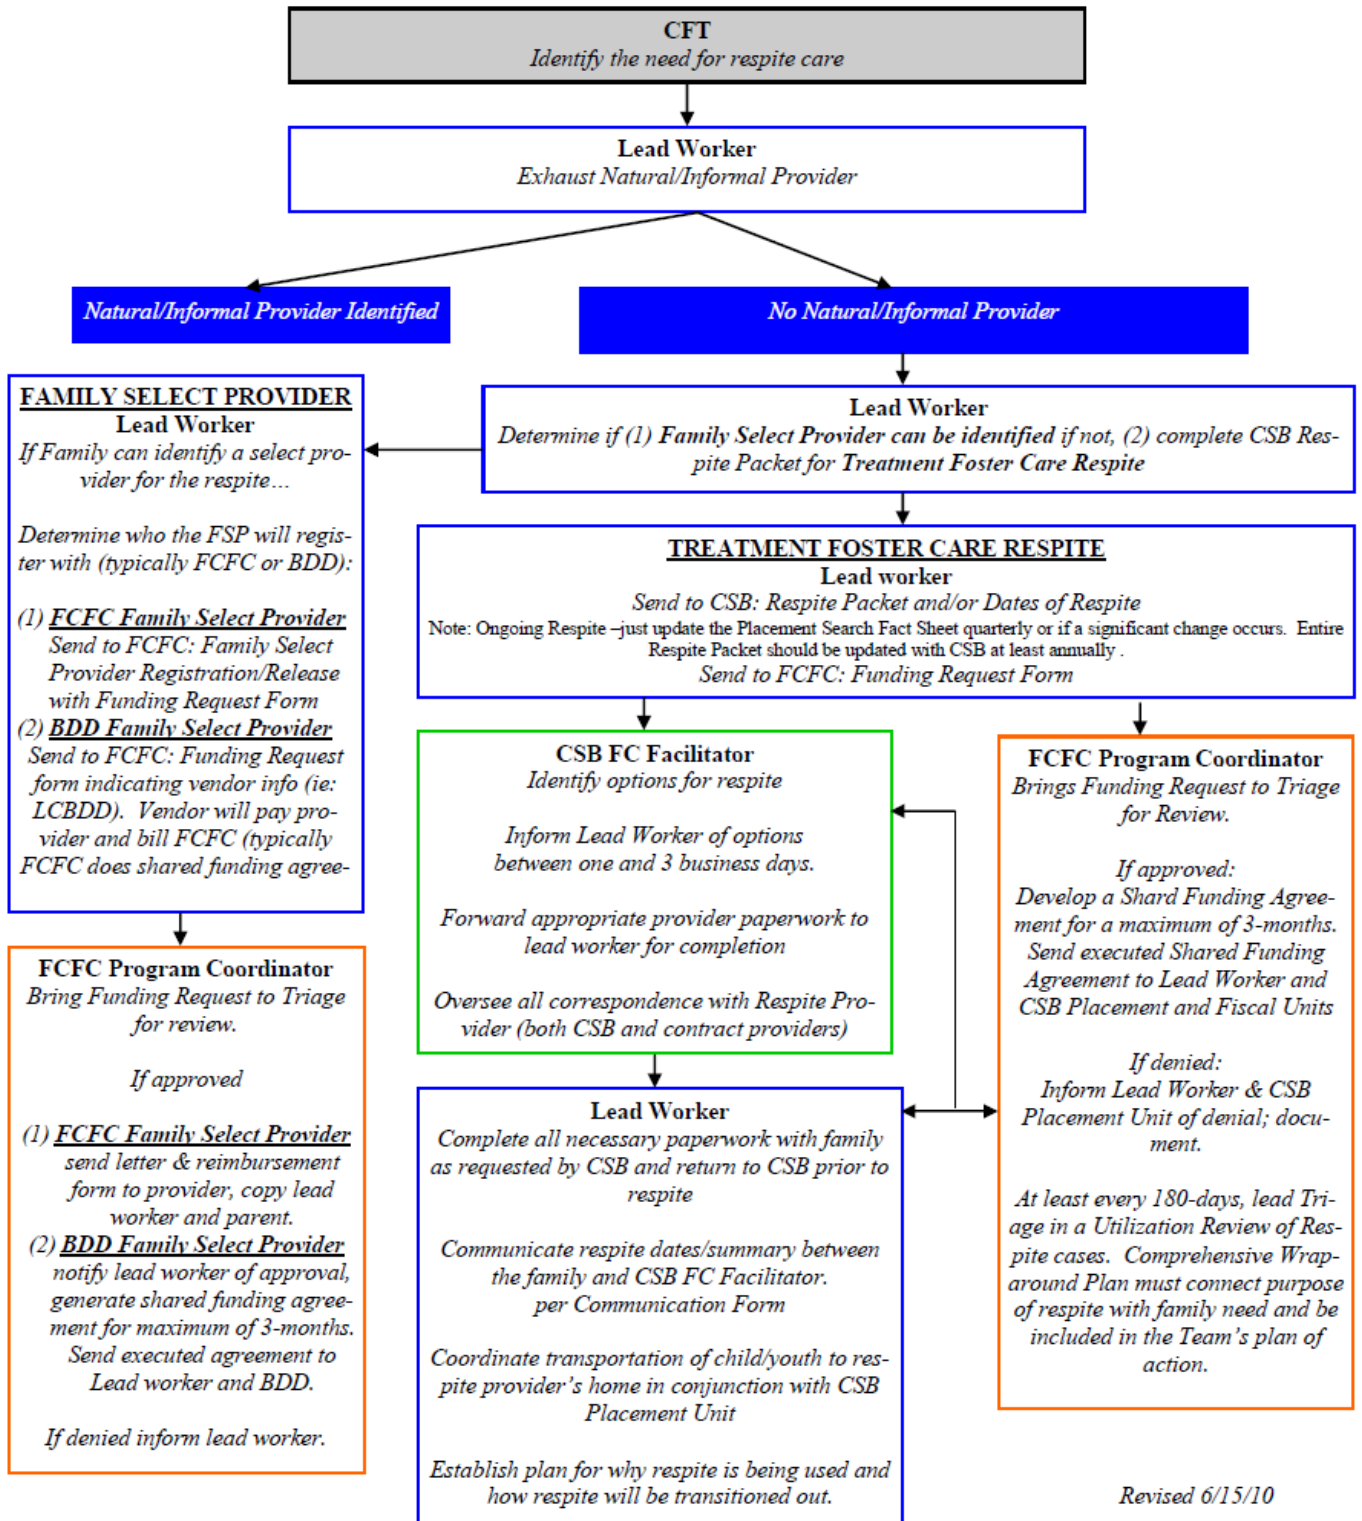 CFT
Identify the need for respite care
Lead Worker
Exhaust Natural/Informal Provider
Natural/Informal Provider Identified
No Natural/Informal Provider
FAMILY SELECT PROVIDER
Lead Worker
If Family can identify a select pro-
vider for the respite…
Determine who the FSP will regis-
ter with (typically FCFC or BDD):
(1) FCFC Family Select Provider
Send to FCFC: Family Select
Provider Registration/Release
with Funding Request Form
(2) BDD Family Select Provider
Send to FCFC: Funding Request
form indicating vendor info (ie:
LCBDD). Vendor will pay pro-
vider and bill FCFC (typically
FCFC does shared funding agree-
Lead Worker
Determine if (1) Family Select Provider can be identified if not, (2) complete CSB Res-
pite Packet for Treatment Foster Care Respite
TREATMENT FOSTER CARE RESPITE
Lead worker
Send to CSB: Respite Packet and/or Dates of Respite
Note: Ongoing Respite –just update the Placement Search Fact Sheet quarterly or if a significant change occurs. Entire
Respite Packet should be updated with CSB at least annually .
Send to FCFC: Funding Request Form
CSB FC Facilitator
Identify options for respite
Inform Lead Worker of options
between one and 3 business days.
Forward appropriate provider paperwork to
lead worker for completion
Oversee all correspondence with Respite Pro-
vider (both CSB and contract providers)
FCFC Program Coordinator
Brings Funding Request to Triage
for Review.
If approved:
Develop a Shard Funding Agree-
ment for a maximum of 3-months.
Send executed Shared Funding
Agreement to Lead Worker and
CSB Placement and Fiscal Units
If denied:
Inform Lead Worker & CSB
Placement Unit of denial; docu-
ment.
At least every 180-days, lead Tri-
age in a Utilization Review of Res-
pite cases. Comprehensive Wrap-
around Plan must connect purpose
of respite with family need and be
included in the Team's plan of
action.
FCFC Program Coordinator
Bring Funding Request to Triage
for review.
If approved
(1) FCFC Family Select Provider
send letter & reimbursement
form to provider, copy lead
worker and parent.
(2) BDD Family Select Provider
notify lead worker of approval,
generate shared funding agree-
ment for maximum of 3-months.
Send executed agreement to
Lead worker and BDD.
If denied inform lead worker.
Lead Worker
Complete all necessary paperwork with family
as requested by CSB and return to CSB prior to
respite
Communicate respite dates/summary between
the family and CSB FC Facilitator.
per Communication Form
Coordinate transportation of child/youth to res-
pite provider's home in conjunction with CSB
Placement Unit
Establish plan for why respite is being used and
how respite will be transitioned out.
Revised 6/15/10